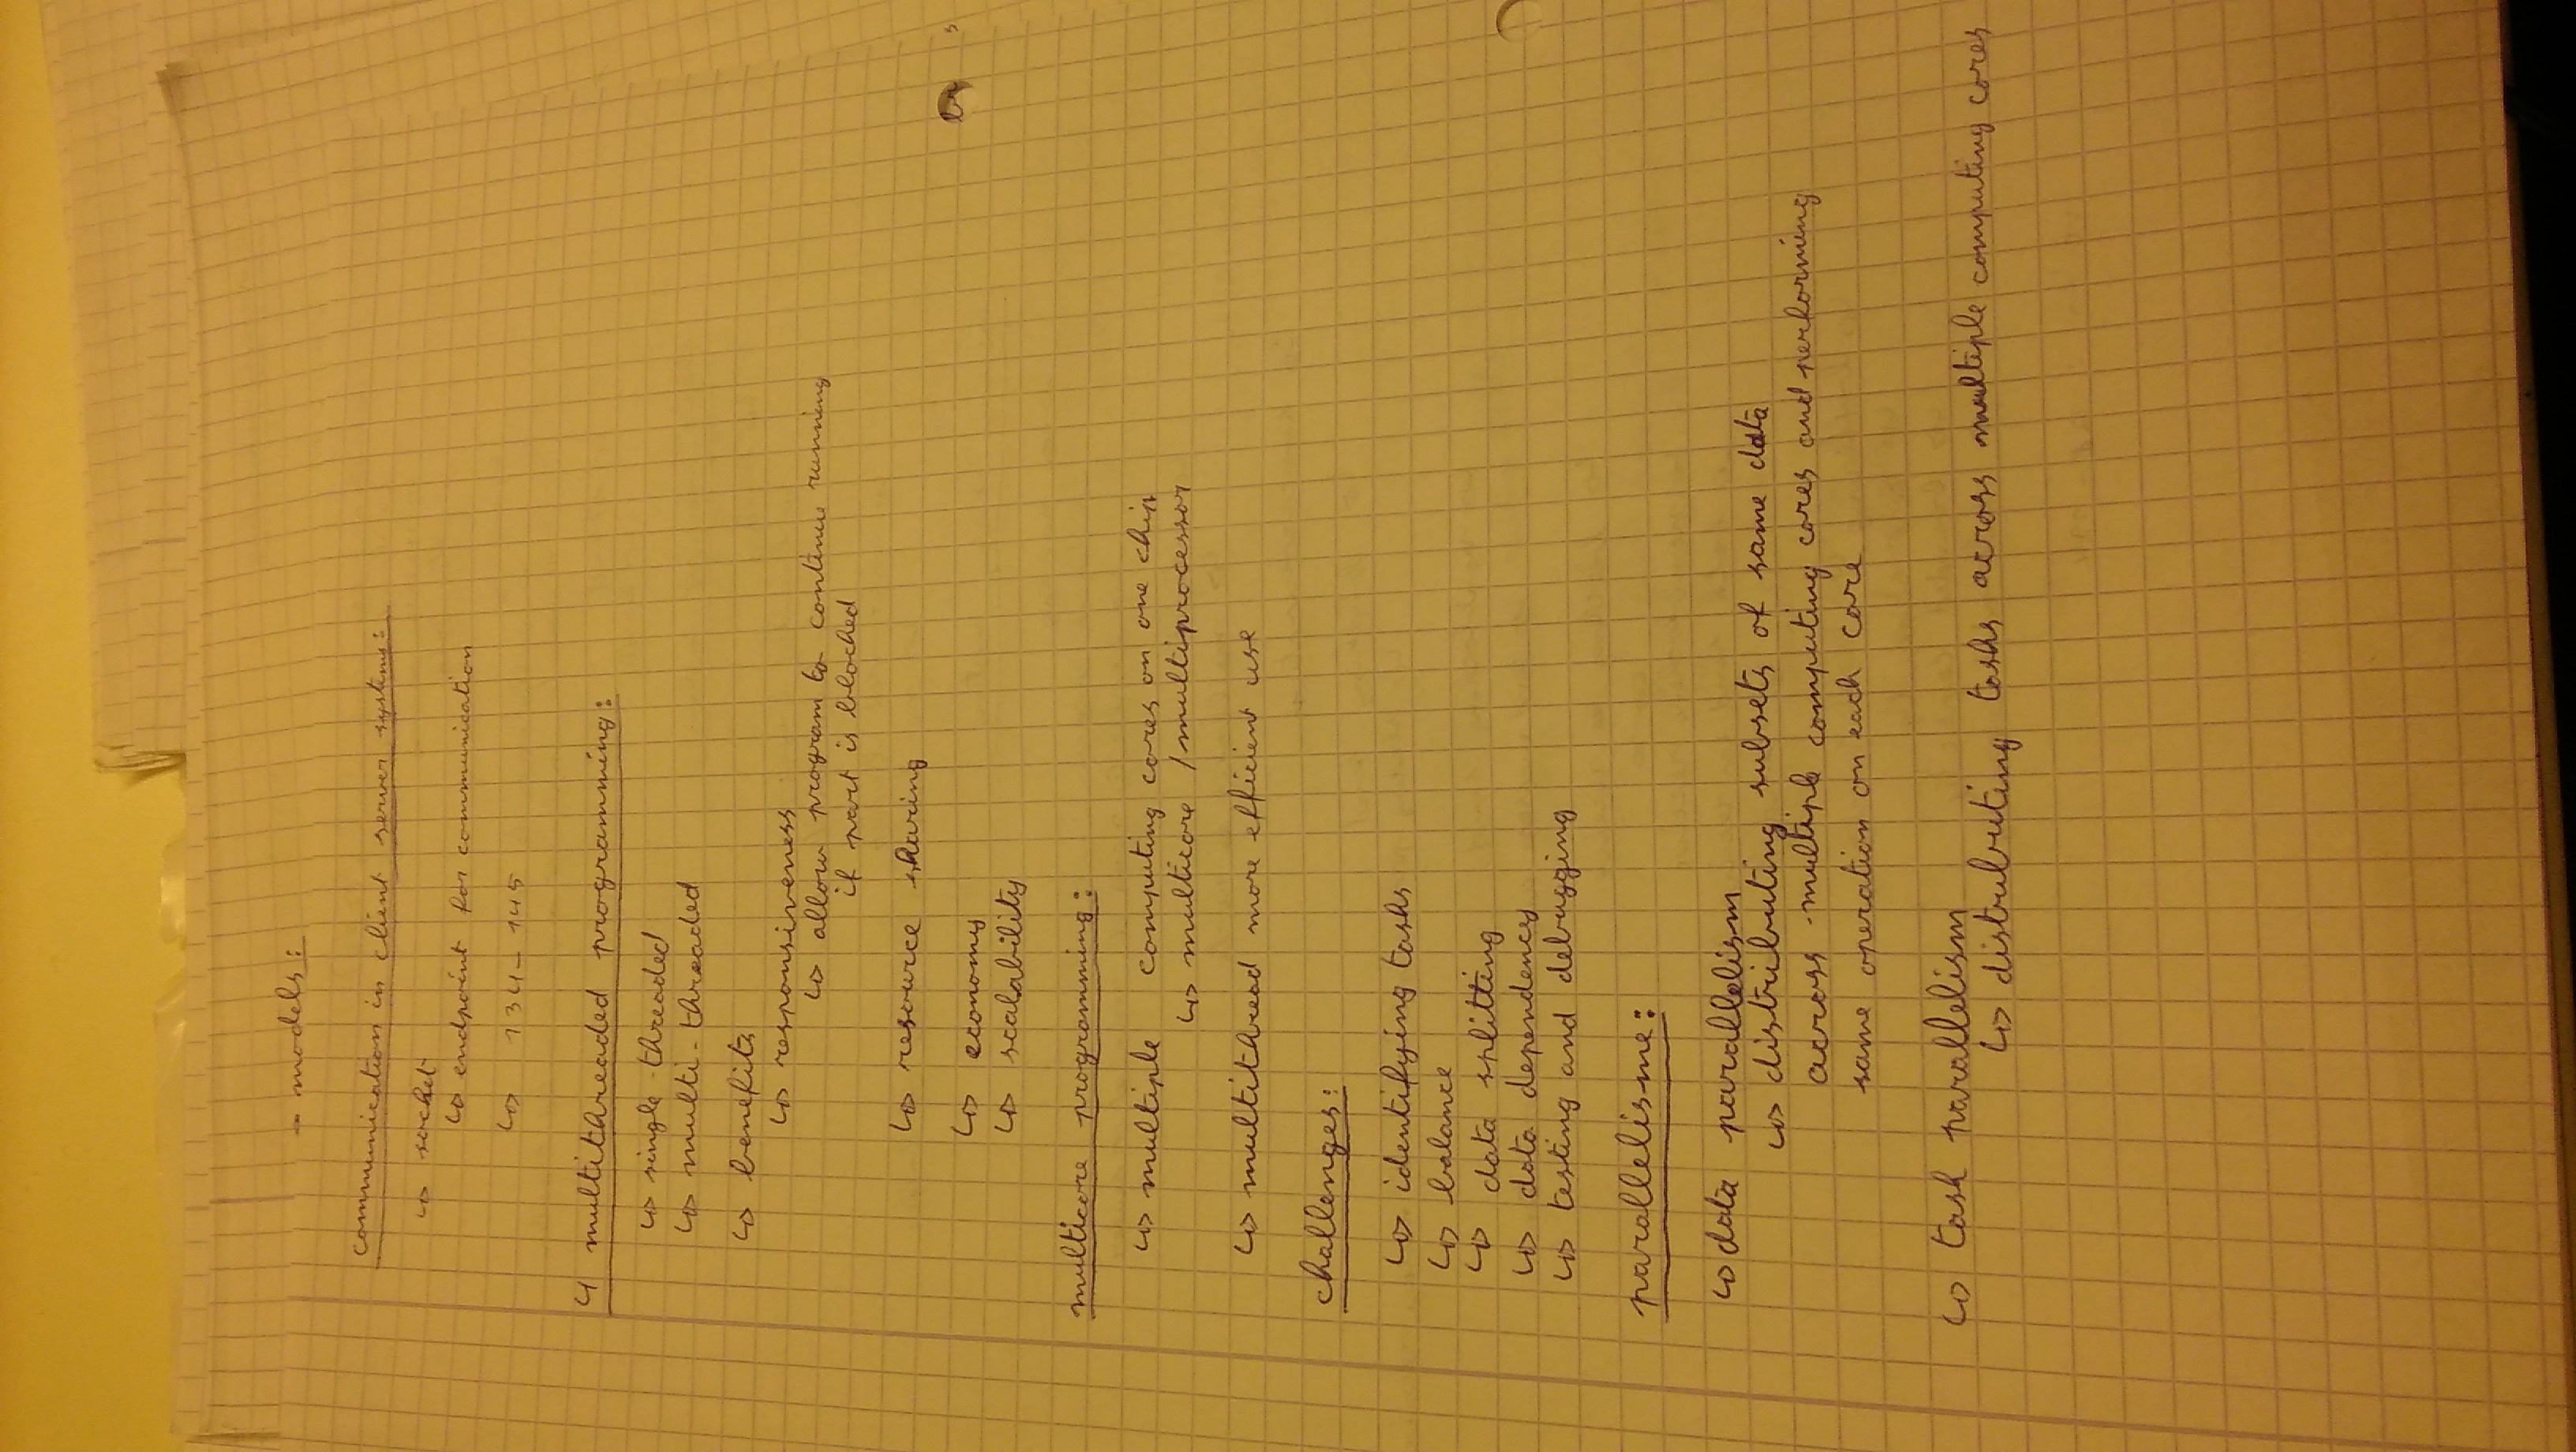 - models:
communication in client server systems:
↳ socket
↳ endpoint for communication
↳ 134 - 145
4 multithreaded programming:
↳ single threaded
↳ multi-threaded
↳ benefits
↳ responsiveness
↳ allow program to continue running
if part is blocked
↳ resource sharing
↳ economy
↳ scalability
multicore programming:
↳ multiple computing cores on one chip
↳ multicore / multiprocessor
↳ multithread more efficient use
challenges:
↳ identifying tasks
↳ balance
↳ data splitting
↳ data dependency
↳ testing and debugging
parallelisme:
↳ data parallelism
↳ distributing subsets of same data
across multiple computing cores and performing
same operation on each core
↳ task parallelism
↳ distributing tasks across multiple computing cores